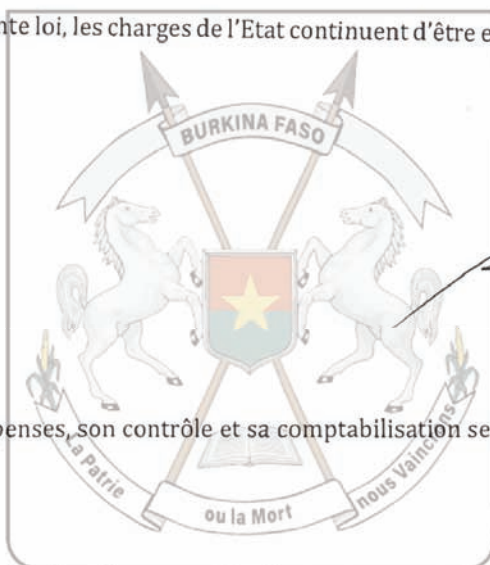 nte loi, les charges de l'Etat continuent d'être e
BURKINA FASO
penses, son contrôle et sa comptabilisation se
La Patrie
ou la Mort
nous Vaincrons